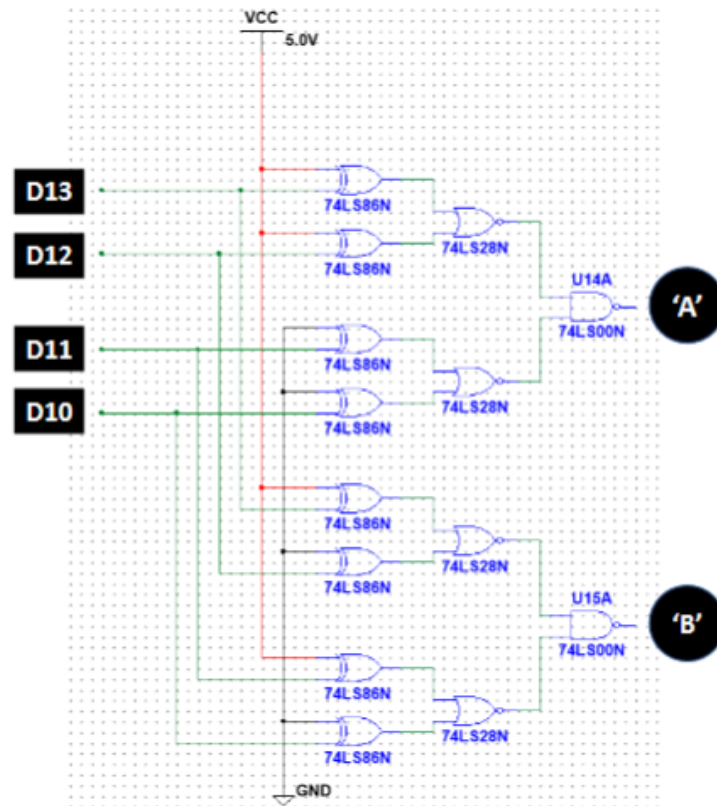 VCC
5.0V
D13
74LS86N
74LS28N
D12
74LS86N
U14A
'A'
74LS00N
D11
74LS86N
74LS28N
D10
74LS86N
74LS86N
74LS28N
74LS86N
U15A
'B'
74LS00N
74LS86N
74LS28N
74LS86N
GND